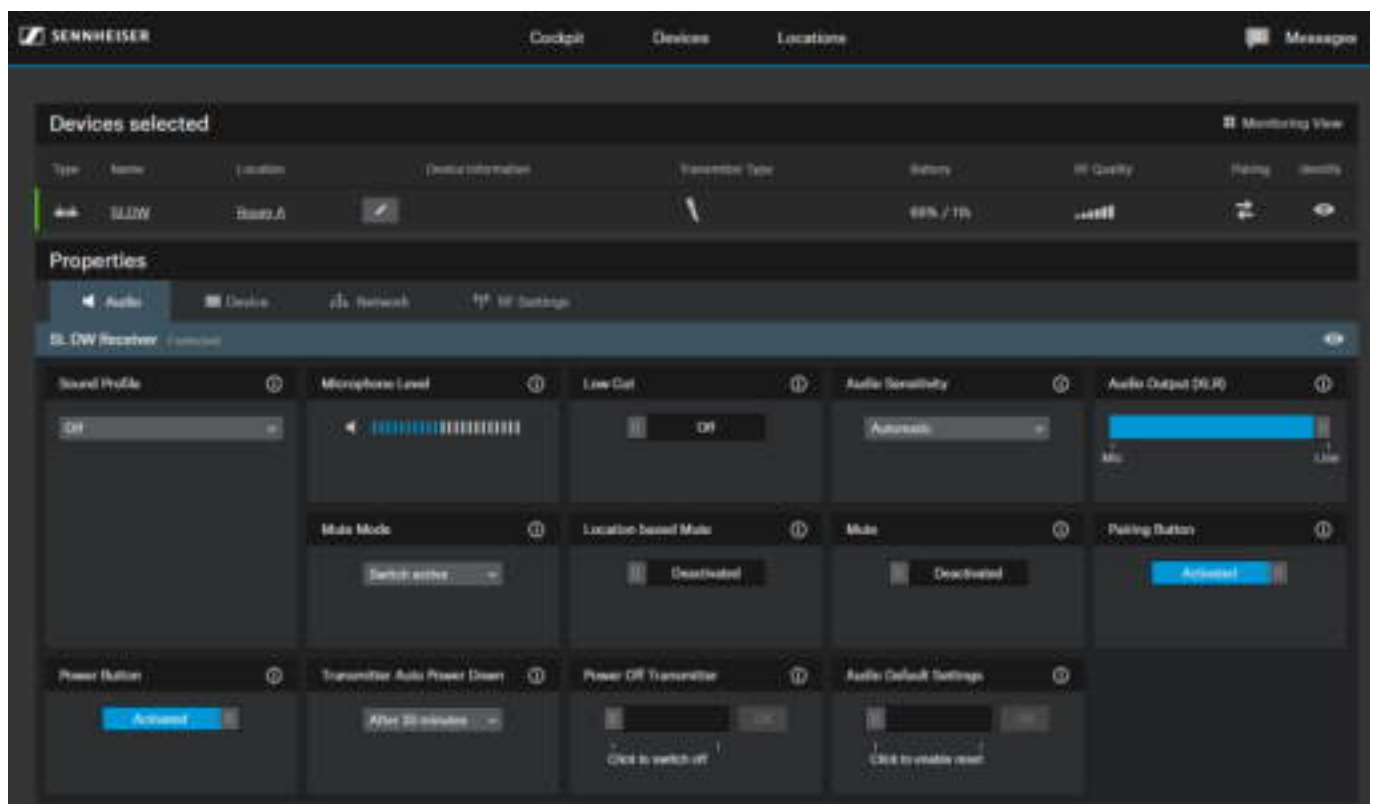 SENNHEISER
Cockpit Devices Locations Messages
Devices selected
Monitoring View
Type Name Location Device Information Transmitter Type Battery RF Quality Pairing Identify
SLDW Room A
Properties
Audio Device Network RF Settings
SL DW Receiver
Sound Profile Microphone Level Low Cut Audio Sensitivity
Off Off Automatic
Mic Line
Mute Mode Location based Mute Mute Pairing Button
Switch active Deactivated Deactivated Activated
Power Button Transmitter Auto Power Down Power Off Transmitter Audio Default Settings
Activated
Click to switch off Click to enable reset